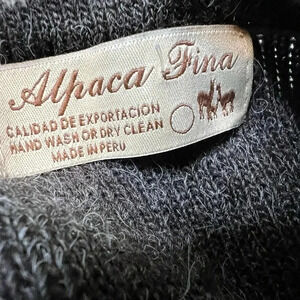 Alpaca Fina
CALIDAD DE EXPORTACION
HAND WASH OR DRY CLEAN
MADE IN PERU